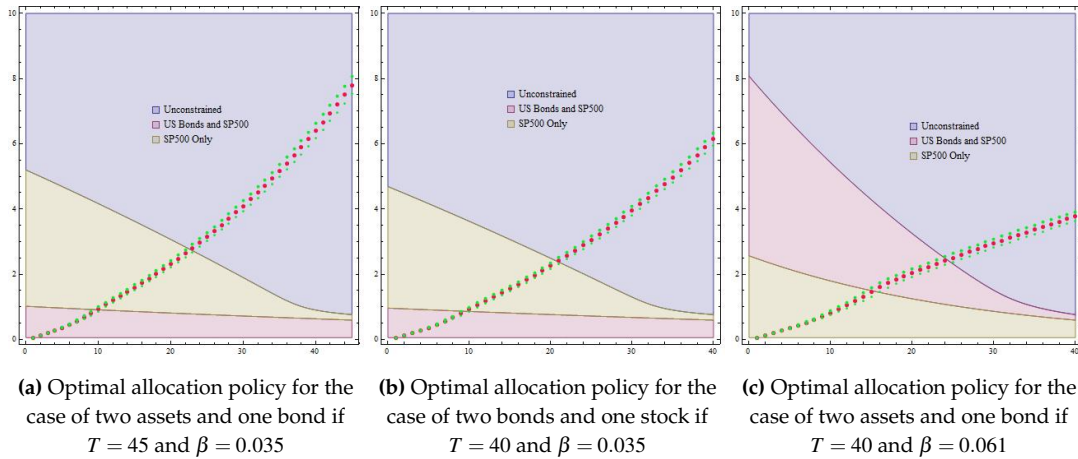 10
8
6
4
2
0
0
10
20
30
40
Unconstrained
US Bonds and SP500
SP500 Only
10
8
6
4
2
0
0
10
20
30
40
Unconstrained
US Bonds and SP500
SP500 Only
10
8
6
4
2
0
0
10
20
30
40
Unconstrained
US Bonds and SP500
SP500 Only
(a) Optimal allocation policy for the
case of two assets and one bond if
T = 45 and β = 0.035
(b) Optimal allocation policy for the
case of two bonds and one stock if
T = 40 and β = 0.035
(c) Optimal allocation policy for the
case of two assets and one bond if
T = 40 and β = 0.061